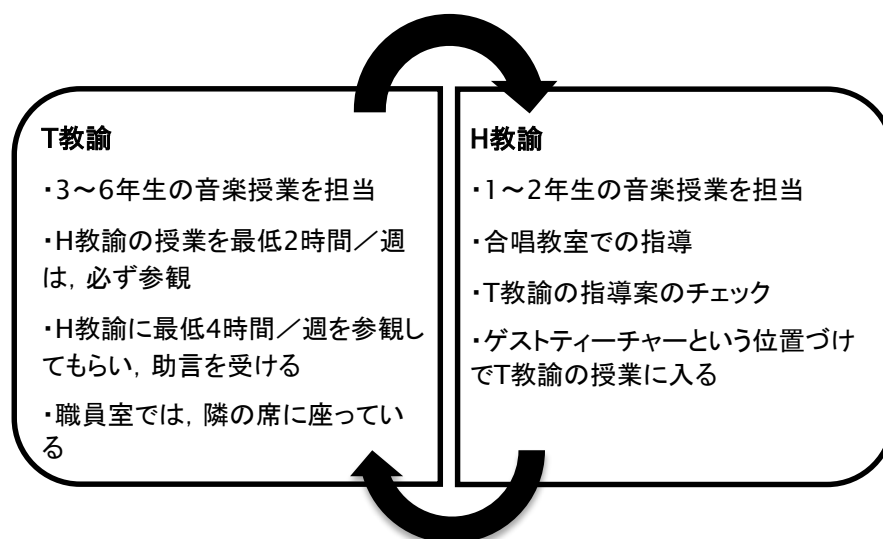 T教諭
・3～6年生の音楽授業を担当
・H教諭の授業を最低2時間／週
は，必ず参観
・H教諭に最低4時間／週を参観し
てもらい，助言を受ける
・職員室では，隣の席に座ってい
る
H教諭
・1～2年生の音楽授業を担当
・合唱教室での指導
・T教諭の指導案のチェック
・ゲストティーチャーという位置づけ
でT教諭の授業に入る